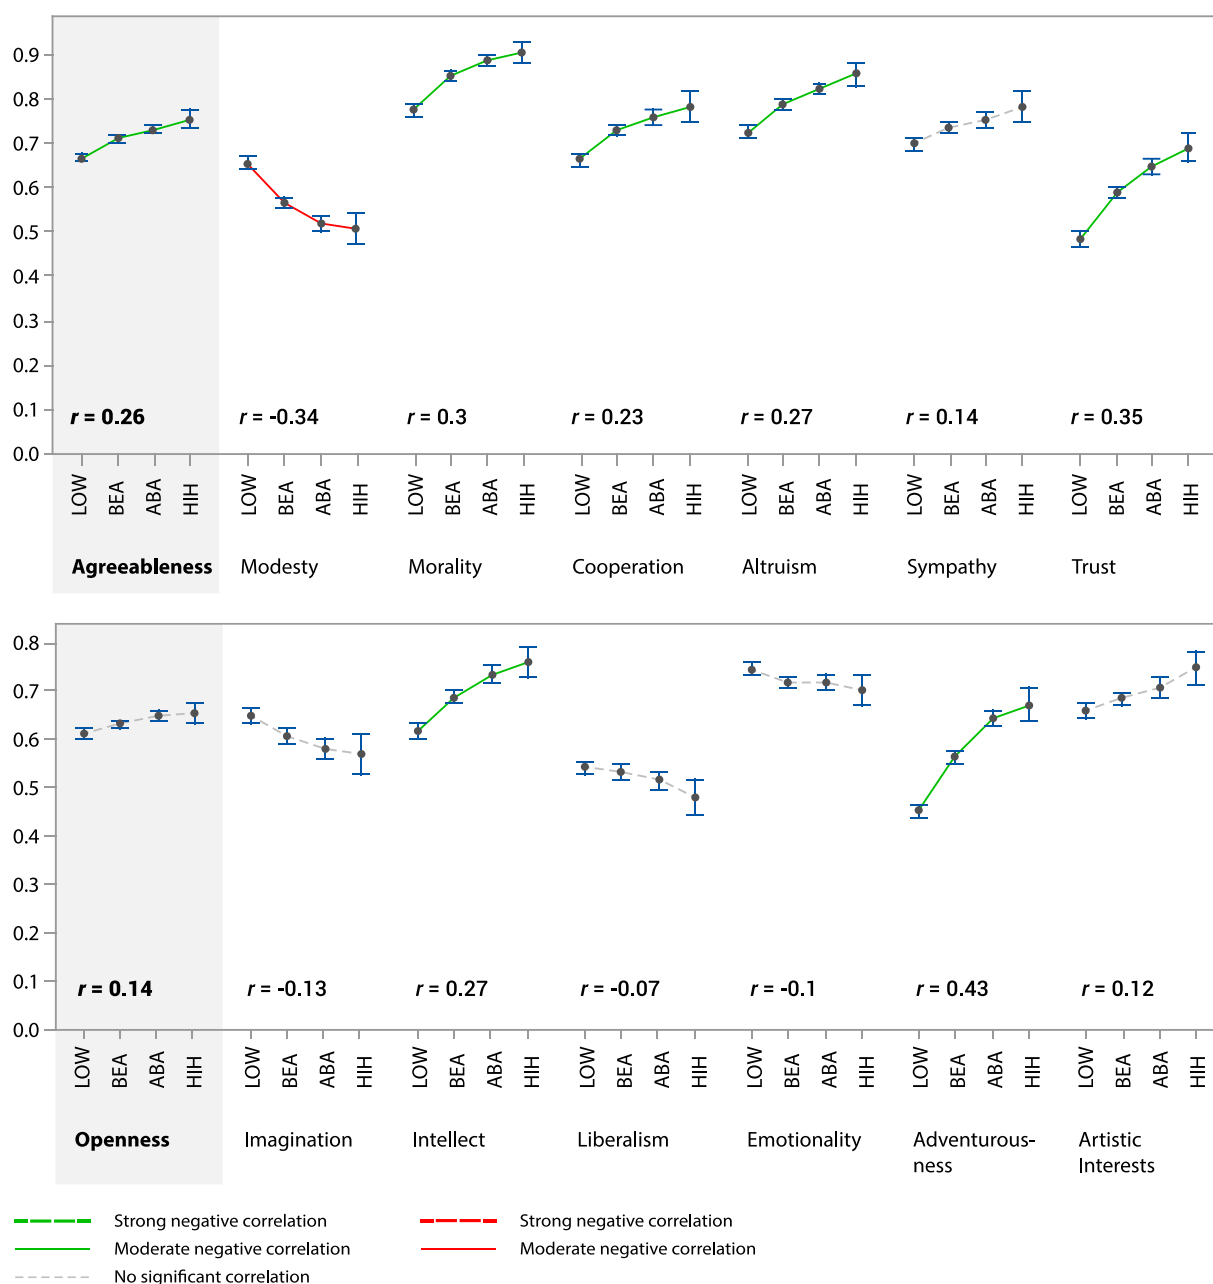 0.9
0.8
0.7
0.6
0.5
0.4
0.3
0.2
0.1
0.0
r = 0.26 r = -0.34 r = 0.3 r = 0.23 r = 0.27 r = 0.14 r = 0.35
LOW BEA ABA HIH LOW BEA ABA HIH LOW BEA ABA HIH LOW BEA ABA HIH LOW BEA ABA HIH LOW BEA ABA HIH LOW BEA ABA HIH
Agreeableness Modesty Morality Cooperation Altruism Sympathy Trust
0.8
0.7
0.6
0.5
0.4
0.3
0.2
0.1
0.0
r = 0.14 r = -0.13 r = 0.27 r = -0.07 r = -0.1 r = 0.43 r = 0.12
LOW BEA ABA HIH LOW BEA ABA HIH LOW BEA ABA HIH LOW BEA ABA HIH LOW BEA ABA HIH LOW BEA ABA HIH LOW BEA ABA HIH
Openness Imagination Intellect Liberalism Emotionality Adventurous- Artistic
ness Interests
Strong negative correlation Strong negative correlation
Moderate negative correlation Moderate negative correlation
No significant correlation